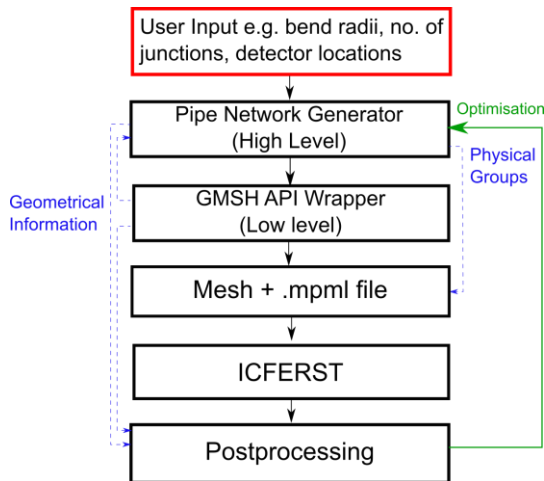 User Input e.g. bend radii, no. of
junctions, detector locations
Optimisation
Pipe Network Generator
(High Level)
Physical
Groups
Geometrical
Information
GMSH API Wrapper
(Low level)
Mesh + .mpml file
ICFERST
Postprocessing